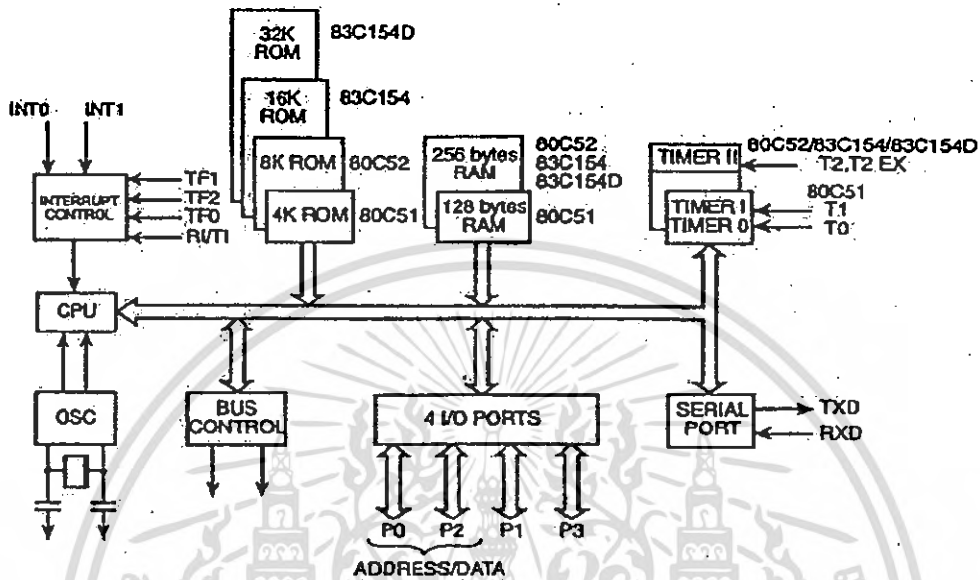 32K
ROM
83C154D
16K
ROM
83C154
INT0
INT1
8K ROM
80C52
4K ROM
80C51
256 bytes
RAM
80C52
83C154
83C154D
128 bytes
RAM
80C51
80C52/83C154/83C154D
TIMER II
T2,T2 EX
80C51
TIMER I
T1
TIMER 0
T0
INTERRUPT
CONTROL
TF1
TF2
TF0
RI/TI
CPU
OSC
BUS
CONTROL
4 I/O PORTS
SERIAL
PORT
TXD
RXD
P0
P2
P1
P3
ADDRESS/DATA